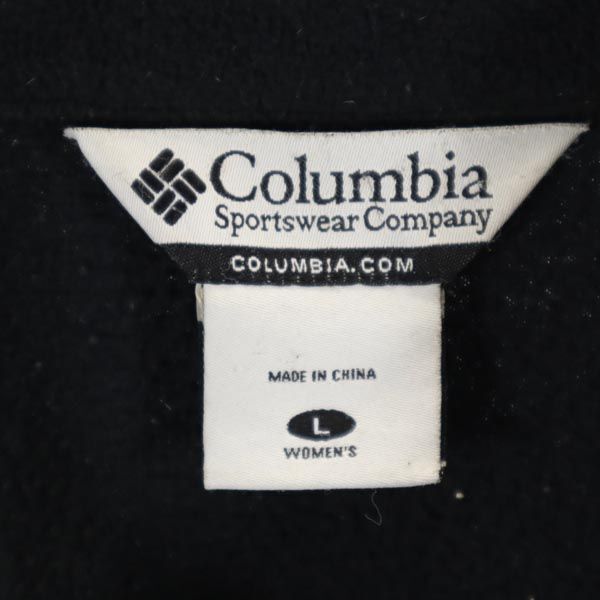 Columbia
Sportswear Company
COLUMBIA.COM
MADE IN CHINA
L
WOMEN'S